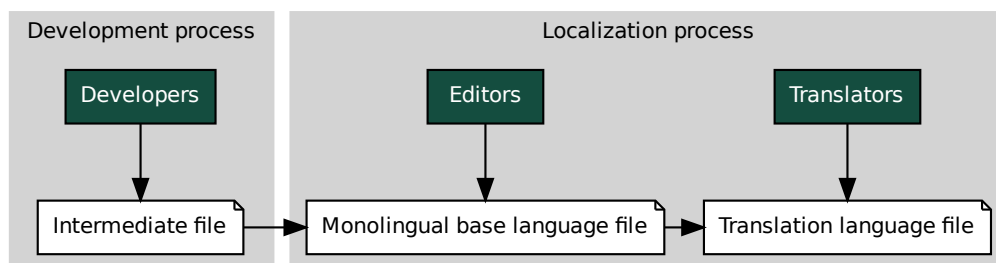 Development process
Localization process
Developers
Editors
Translators
Intermediate file
Monolingual base language file
Translation language file